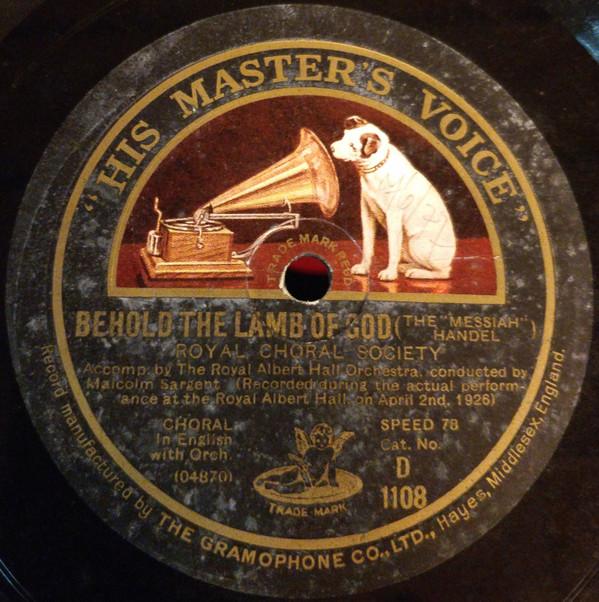 "HIS MASTER'S VOICE"
TRADE MARK REGD
BEHOLD THE LAMB OF GOD (THE "MESSIAH")
HANDEL
ROYAL CHORAL SOCIETY
Accomp. by The Royal Albert Hall Orchestra, conducted by
Malcolm Sargent (Recorded during the actual perform-
ance at the Royal Albert Hall, on April 2nd, 1926)
CHORAL
In English
with Orch.
(04870)
SPEED 78
Cat. No.
D
1108
TRADE-MARK
Record manufactured by THE GRAMOPHONE CO., LTD., Hayes, Middlesex, England.